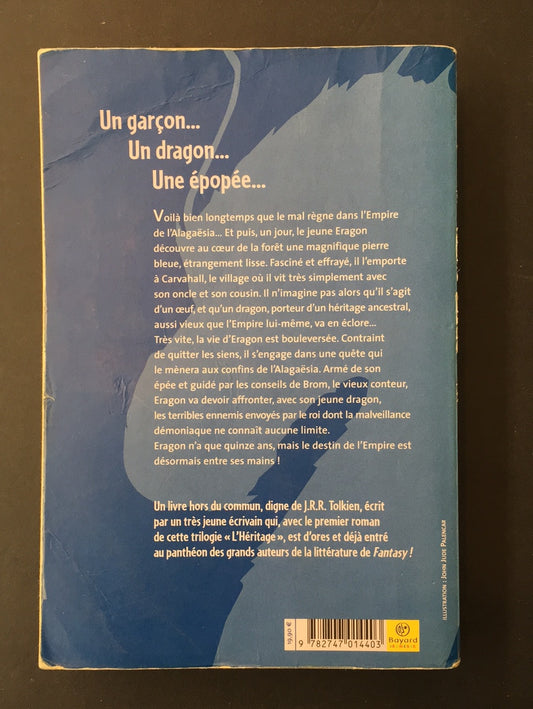 Un garçon...
Un dragon...
Une épopée...
Voilà bien longtemps que le mal règne dans l'Empire
de l'Alagaësia... Et puis, un jour, le jeune Eragon
découvre au cœur de la forêt une magnifique pierre
bleue, étrangement lisse. Fasciné et effrayé, il l'emporte
à Carvahall, le village où il vit très simplement avec
son oncle et son cousin. Il n'imagine pas alors qu'il s'agit
d'un œuf, et qu'un dragon, porteur d'un héritage ancestral,
aussi vieux que l'Empire lui-même, va en éclore...
Très vite, la vie d'Eragon est bouleversée. Contraint
de quitter les siens, il s'engage dans une quête qui
le mènera aux confins de l'Alagaësia. Armé de son
épée et guidé par les conseils de Brom, le vieux conteur,
Eragon va devoir affronter, avec son jeune dragon,
les terribles ennemis envoyés par le roi dont la malveillance
démoniaque ne connaît aucune limite.
Eragon n'a que quinze ans, mais le destin de l'Empire est
désormais entre ses mains !
Un livre hors du commun, digne de J.R.R. Tolkien, écrit
par un très jeune écrivain qui, avec le premier roman
de cette trilogie « L'Héritage », est d'ores et déjà entré
au panthéon des grands auteurs de la littérature de Fantasy !
ILLUSTRATION : JOHN JUDE PALENCAR
19,90 €
9 782747 014403
Bayard
JEUNESSE